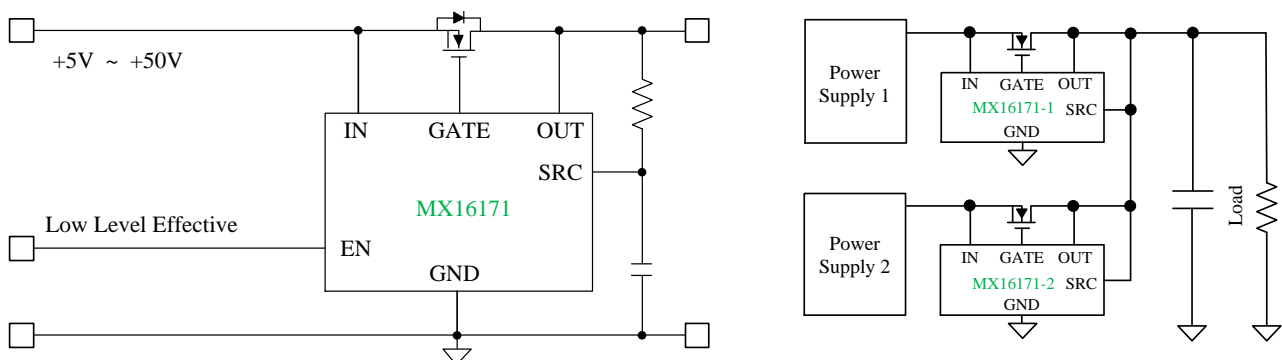 +5V ~ +50V
IN GATE OUT
SRC
MX16171
Low Level Effective
EN
GND
Power
Supply 1
IN GATE OUT
MX16171-1
SRC
GND
Power
Supply 2
IN GATE OUT
MX16171-2
SRC
GND
Load